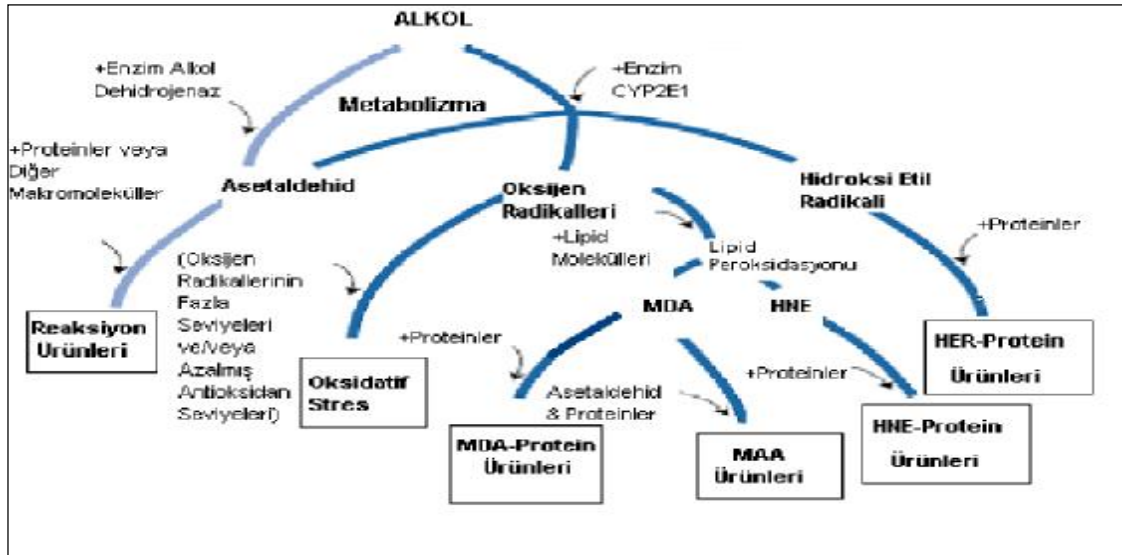 ALKOL
+Enzim Alkol
Dehidrojenaz
+Enzim
CYP2E1
Metabolizma
+Proteinler veya
Diğer
Makromoleküller
Asetaldehid
Oksijen
Radikalleri
Hidroksi Etil
Radikali
+Lipid
Molekülleri
Lipid
Peroksidasyonu
+Proteinler
(Oksijen
Radikallerinin
Fazla
Seviyeleri
ve/veya
Azalmış
Antioksidan
Seviyeleri)
MDA
HNE
Reaksiyon
Ürünleri
Oksidatif
Stres
+Proteinler
Asetaldehid
& Proteinler
+Proteinler
HER-Protein
Ürünleri
MDA-Protein
Ürünleri
MAA
Ürünleri
HNE-Protein
Ürünleri